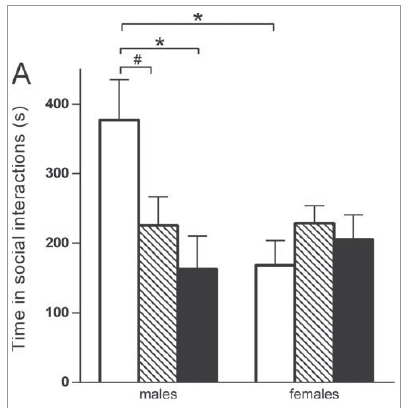 *
*
#
A
Time in social interactions (s)
400
300
200
100
0
males
females